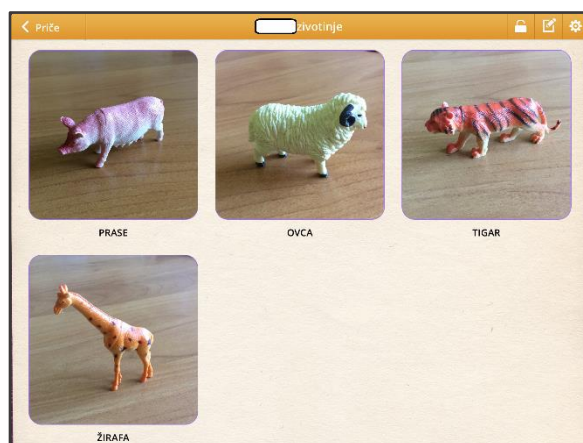 Priče
zivotinje
PRASE
OVCA
TIGAR
ŽIRAFA